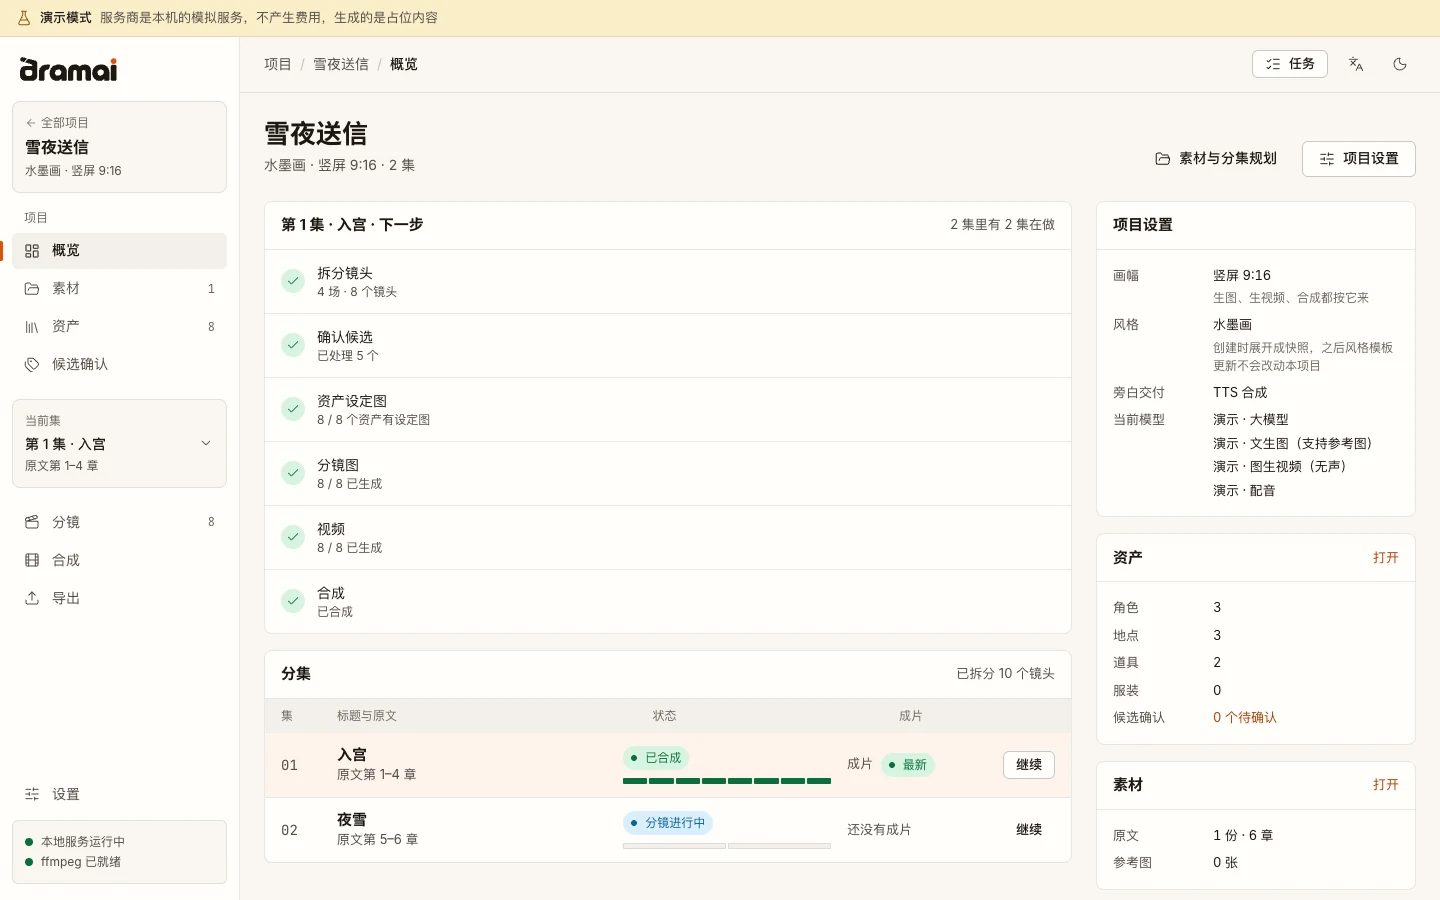 演示模式 服务商是本机的模拟服务，不产生费用，生成的是占位内容
aramai
项目 / 雪夜送信 / 概览
任务
← 全部项目
雪夜送信
水墨画 · 竖屏 9:16
项目
概览
素材 1
资产 8
候选确认
当前集
第 1 集 · 入宫
原文第 1–4 章
分镜 8
合成
导出
设置
本地服务运行中
ffmpeg 已就绪
雪夜送信
水墨画 · 竖屏 9:16 · 2 集
素材与分集规划
项目设置
第 1 集 · 入宫 · 下一步
2 集里有 2 集在做
拆分镜头
4 场 · 8 个镜头
确认候选
已处理 5 个
资产设定图
8 / 8 个资产有设定图
分镜图
8 / 8 已生成
视频
8 / 8 已生成
合成
已合成
分集
已拆分 10 个镜头
集 标题与原文 状态 成片
01 入宫 已合成 成片 最新 继续
原文第 1–4 章
02 夜雪 分镜进行中 还没有成片 继续
原文第 5–6 章
项目设置
画幅 竖屏 9:16
生图、生视频、合成都按它来
风格 水墨画
创建时展开成快照，之后风格模板
更新不会改动本项目
旁白交付 TTS 合成
当前模型 演示 · 大模型
演示 · 文生图（支持参考图）
演示 · 图生视频（无声）
演示 · 配音
资产 打开
角色 3
地点 3
道具 2
服装 0
候选确认 0 个待确认
素材 打开
原文 1 份 · 6 章
参考图 0 张